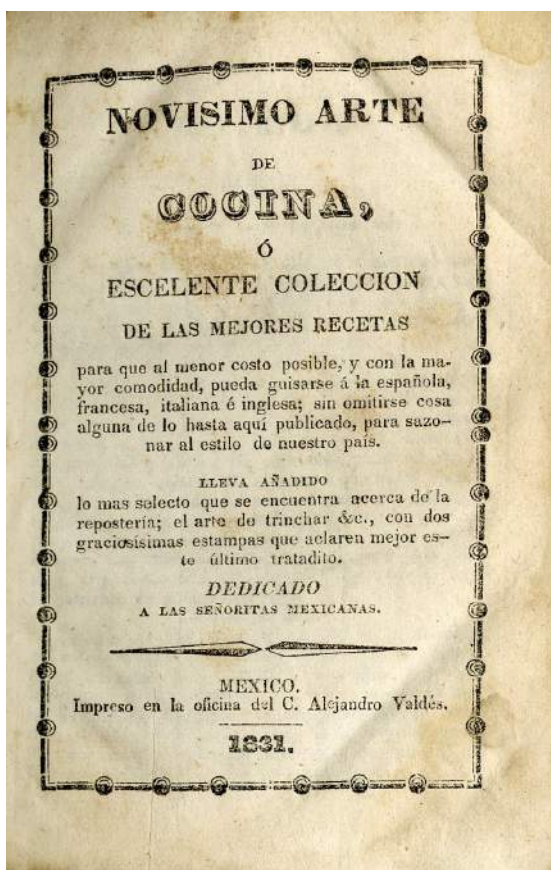 NOVISIMO ARTE
DE
COCINA,
Ó
ESCELENTE COLECCION
DE LAS MEJORES RECETAS
para que al menor costo posible, y con la ma-
yor comodidad, pueda guisarse á la española,
francesa, italiana é inglesa; sin omitirse cosa
alguna de lo hasta aquí publicado, para sazo-
nar al estilo de nuestro país.
LLEVA AÑADIDO
lo mas selecto que se encuentra acerca de la
repostería; el arte de trinchar &c., con dos
graciosísimas estampas que aclaren mejor es-
te último tratadito.
DEDICADO
A LAS SEÑORITAS MEXICANAS.
MEXICO.
Impreso en la oficina del C. Alejandro Valdés.
1831.